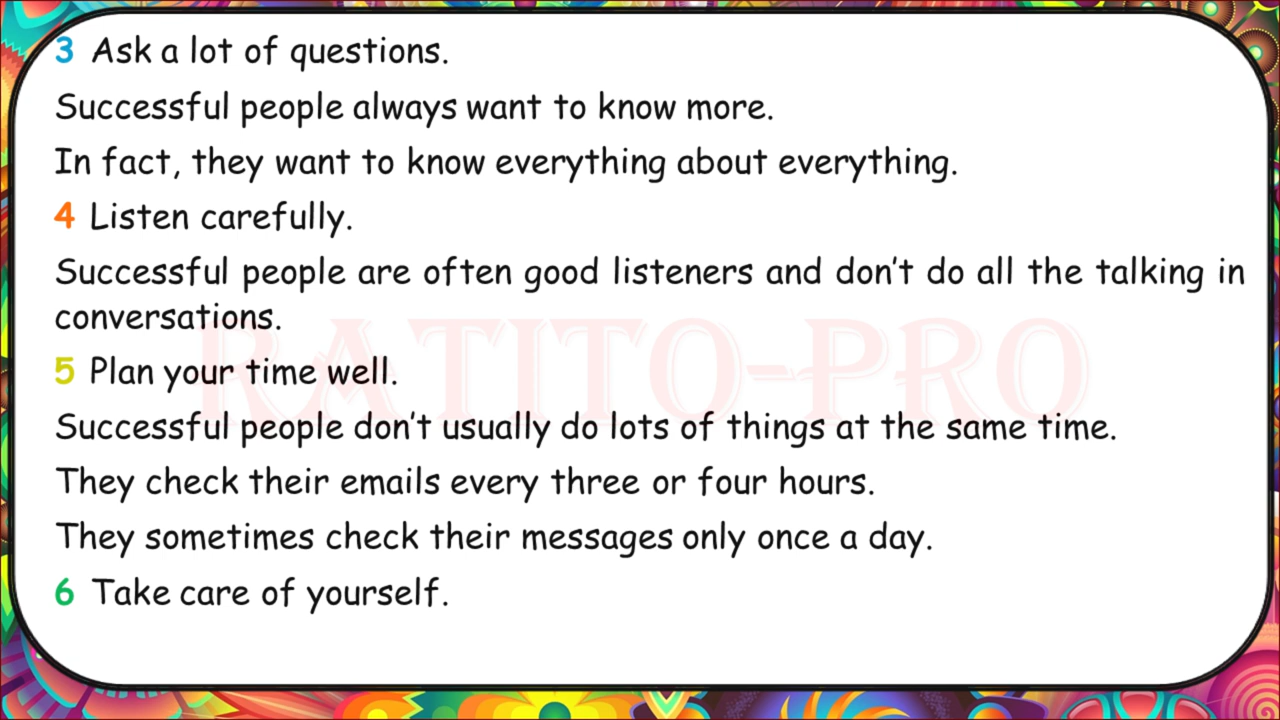 3 Ask a lot of questions.
Successful people always want to know more.
In fact, they want to know everything about everything.
4 Listen carefully.
Successful people are often good listeners and don't do all the talking in
conversations.
RATITO-PRO
5 Plan your time well.
Successful people don't usually do lots of things at the same time.
They check their emails every three or four hours.
They sometimes check their messages only once a day.
6 Take care of yourself.